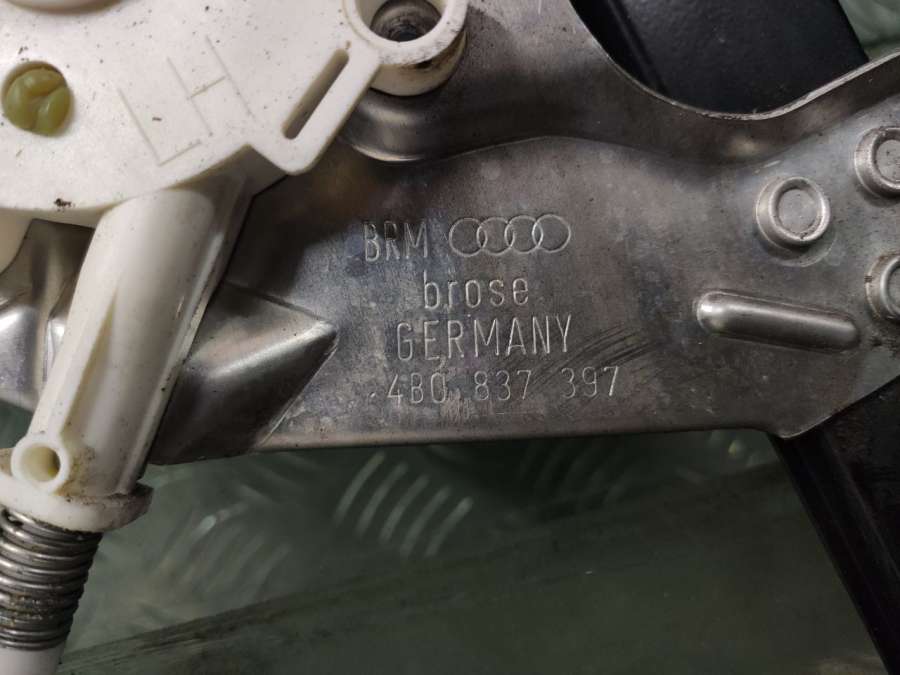 LH
BRM
brose
GERMANY
4B0 837 397